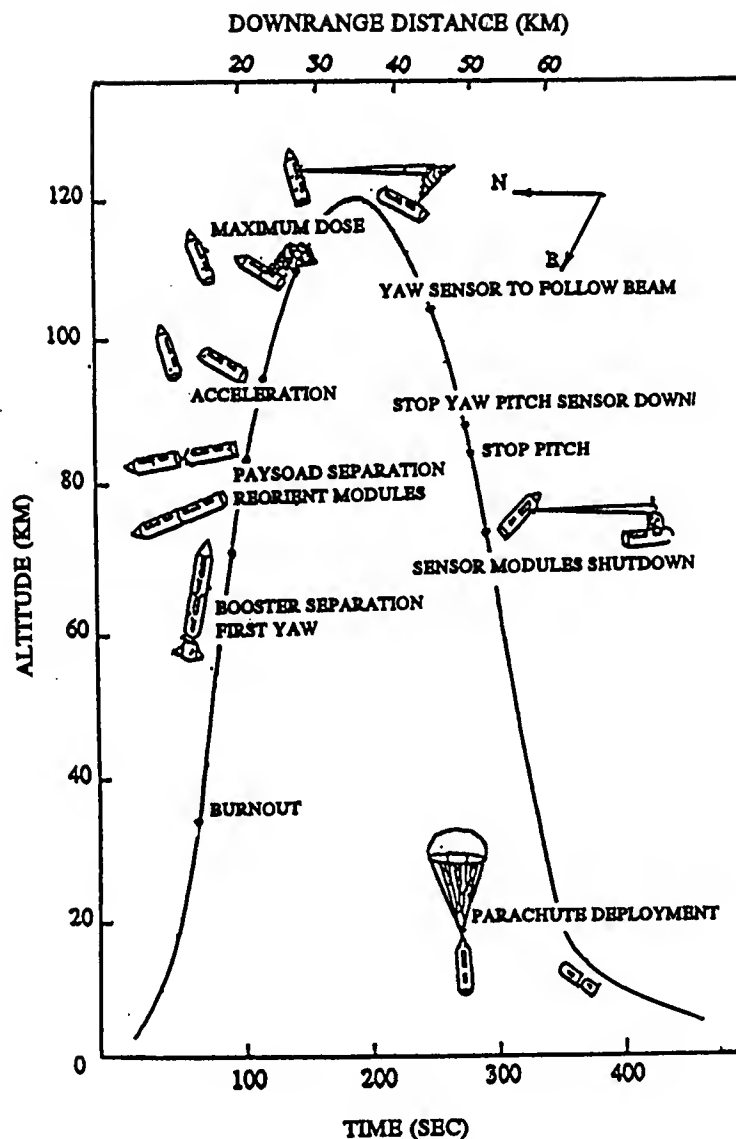 DOWNRANGE DISTANCE (KM)
20 23 30 40 44 50 60
120
N
MAXIMUM DOSE
E
YAW SENSOR TO FOLLOW BEAM
100
ACCELERATION
STOP YAW PITCH SENSOR DOWN
STOP PITCH
PAYSOAD SEPARATION
REORIENT MODULES
80
SENSOR MODULES SHUTDOWN
BOOSTER SEPARATION
FIRST YAW
60
ALTITUDE (KM)
40
BURNOUT
20
PARACHUTE DEPLOYMENT
0
100 200 300 400
TIME (SEC)